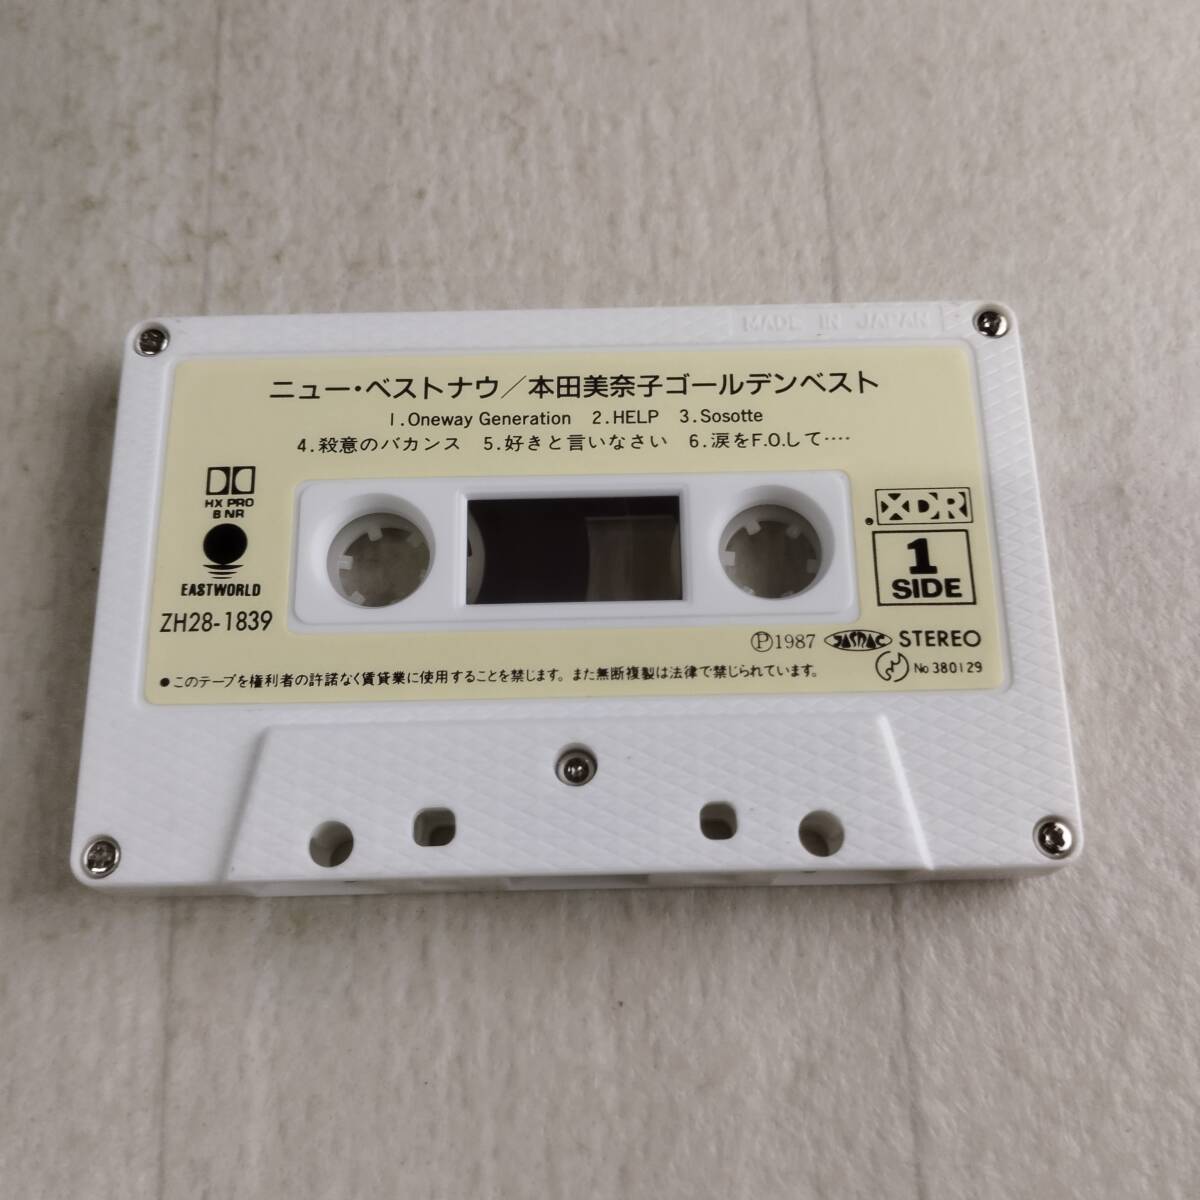 MADE IN JAPAN
ニュー・ベストナウ／本田美奈子ゴールデンベスト
1.Oneway Generation 2.HELP 3.Sosotte
4.殺意のバカンス 5.好きと言いなさい 6.涙をF.O.して‥‥
HX PRO
B NR
EASTWORLD
ZH28-1839
XDR
1
SIDE
Ⓟ1987 JASRAC STEREO
No 380129
●このテープを権利者の許諾なく賃貸業に使用することを禁じます。また無断複製は法律で禁じられています。